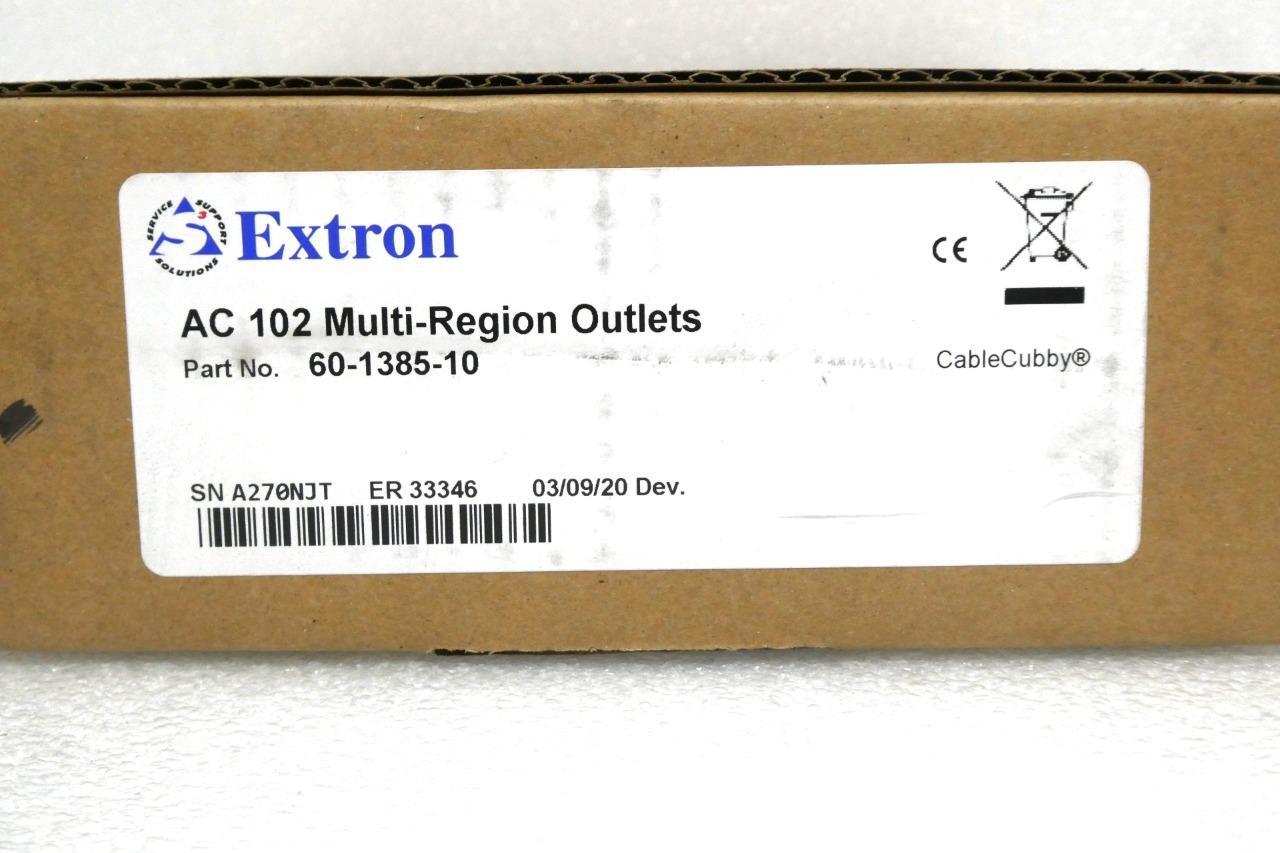 SERVICE SUPPORT SOLUTIONS
3
Extron
CE
AC 102 Multi-Region Outlets
Part No. 60-1385-10
CableCubby®
SN A270NJT ER 33346 03/09/20 Dev.